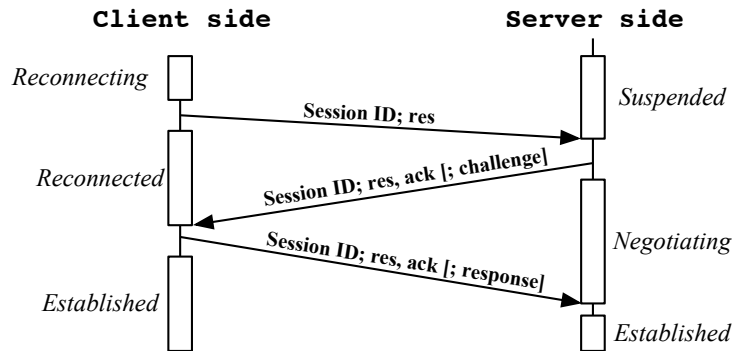 Client side
Server side
Reconnecting
Suspended
Session ID; res
Reconnected
Session ID; res, ack [; challenge]
Negotiating
Session ID; res, ack [; response]
Established
Established